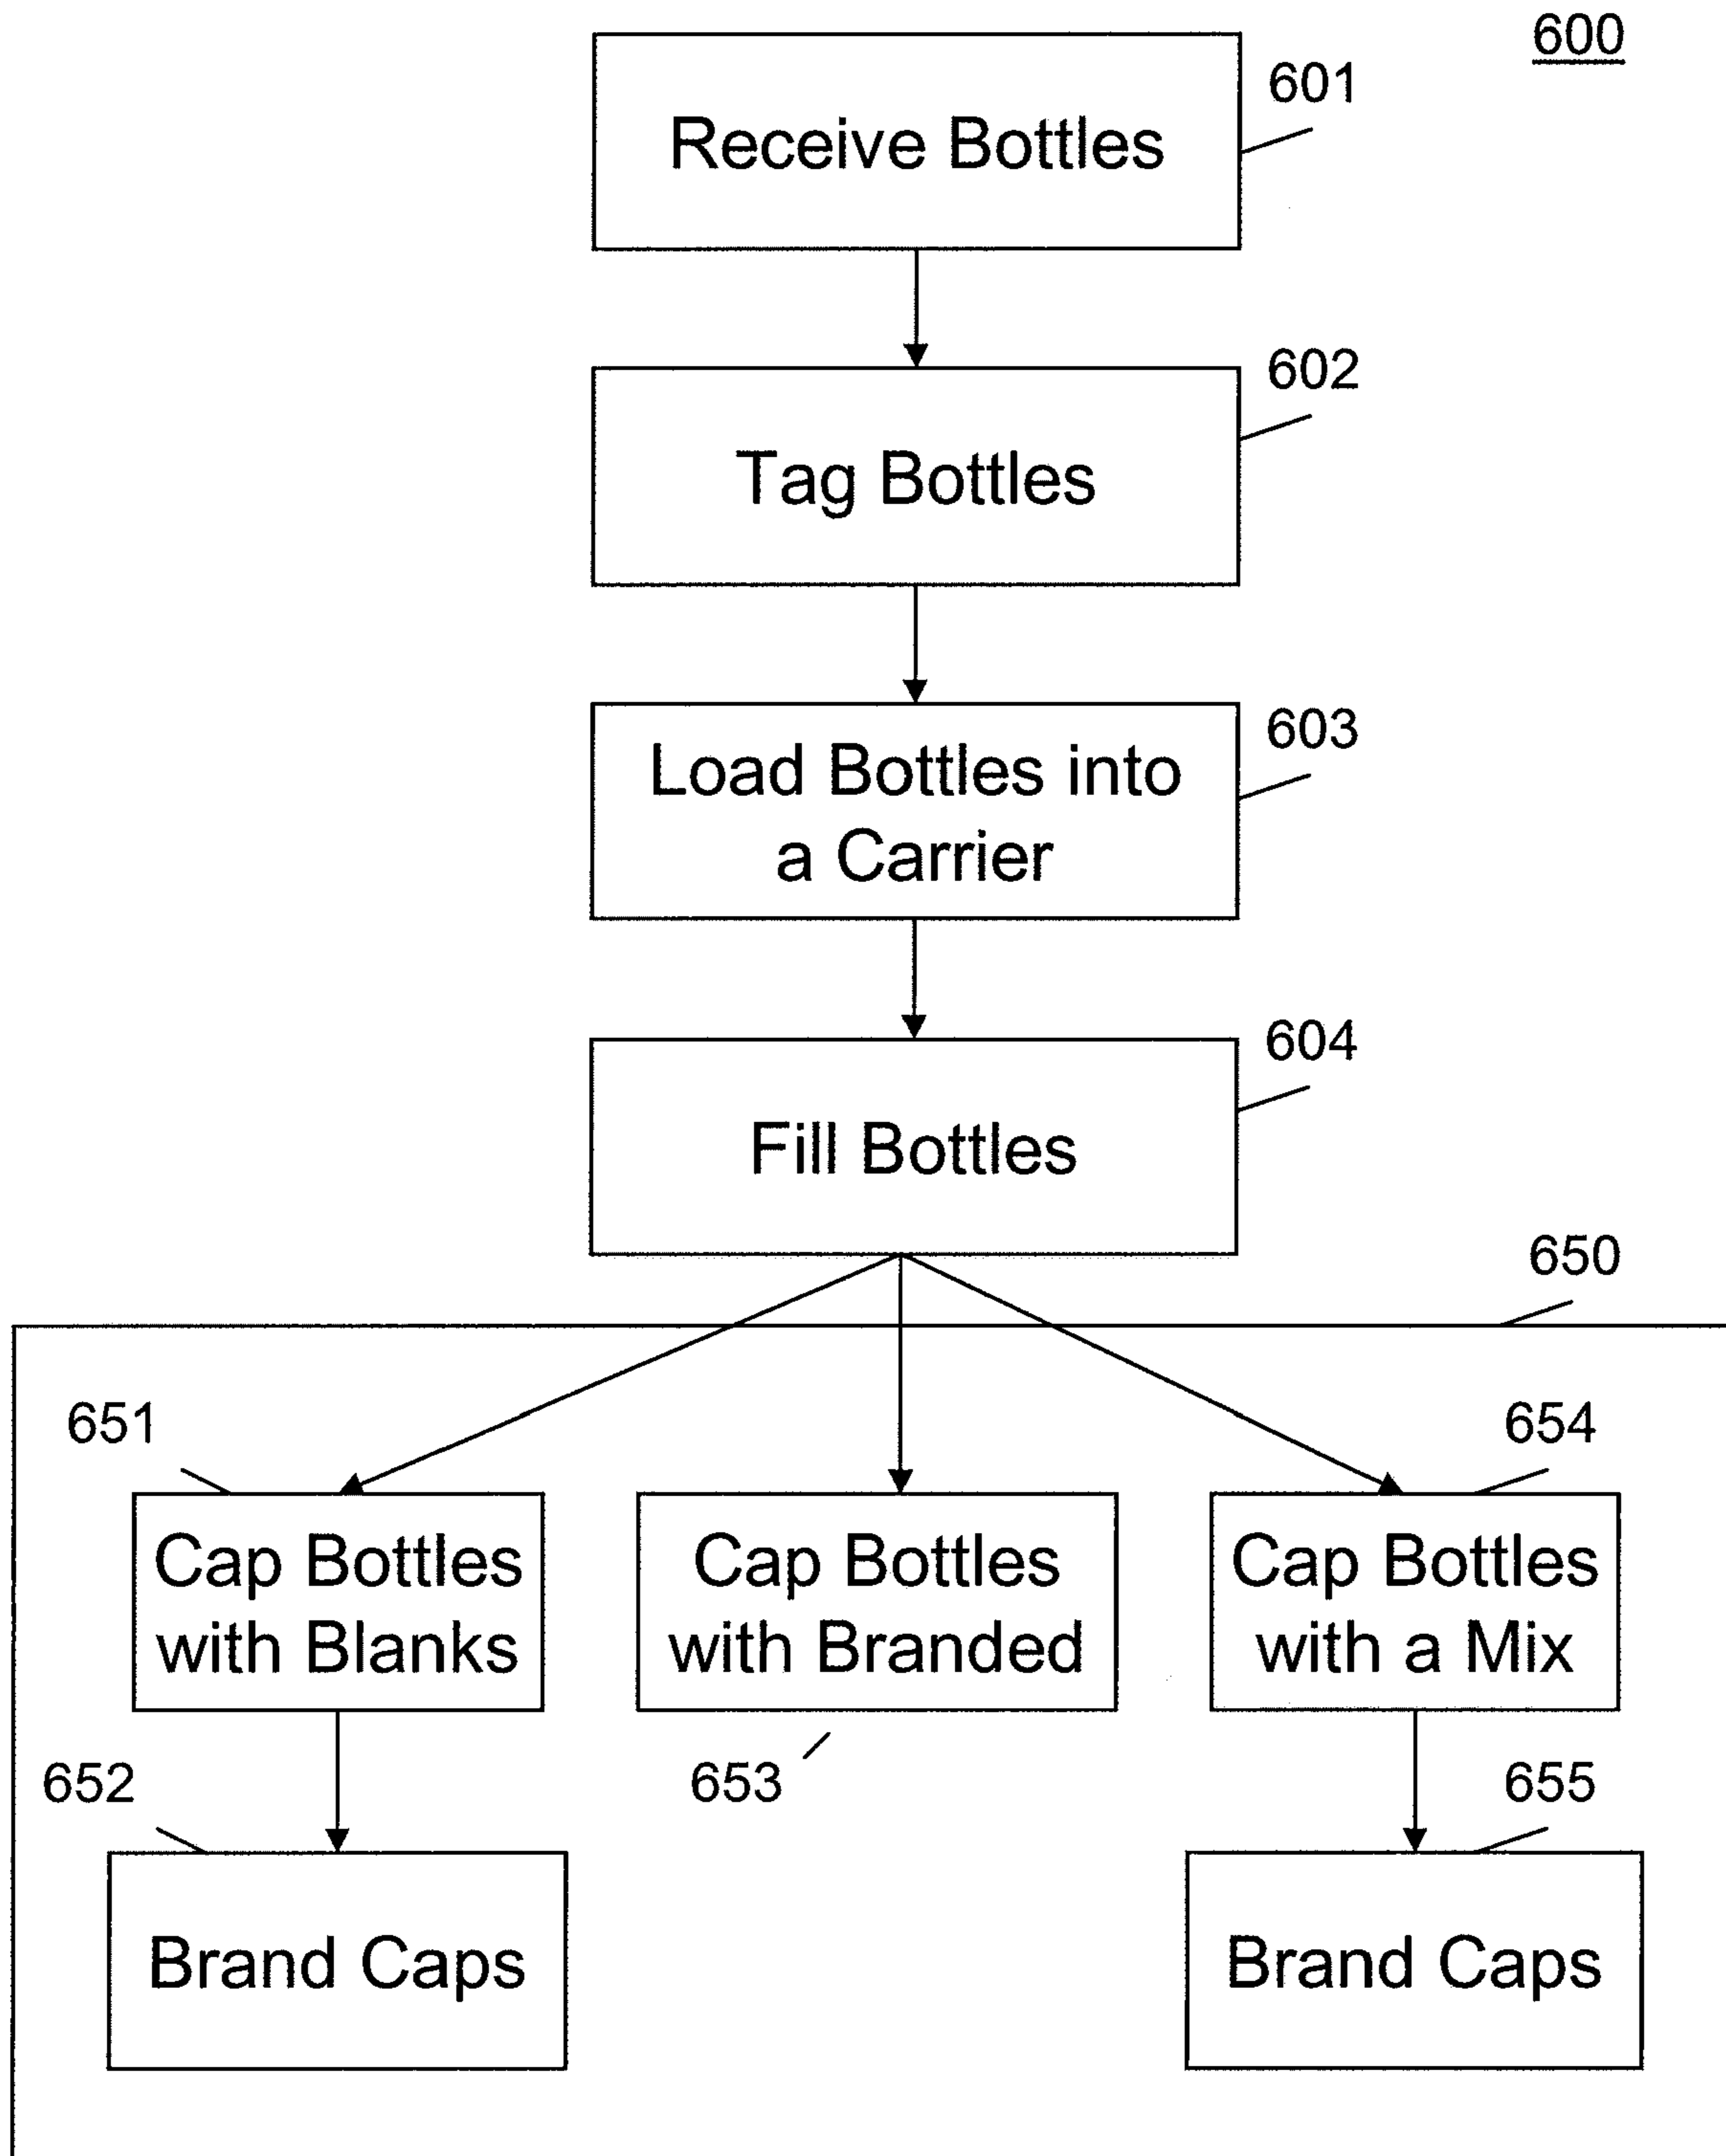 600
601
Receive Bottles
602
Tag Bottles
603
Load Bottles into
a Carrier
604
Fill Bottles
650
651
654
Cap Bottles
with Blanks
Cap Bottles
with Branded
Cap Bottles
with a Mix
652
653
655
Brand Caps
Brand Caps